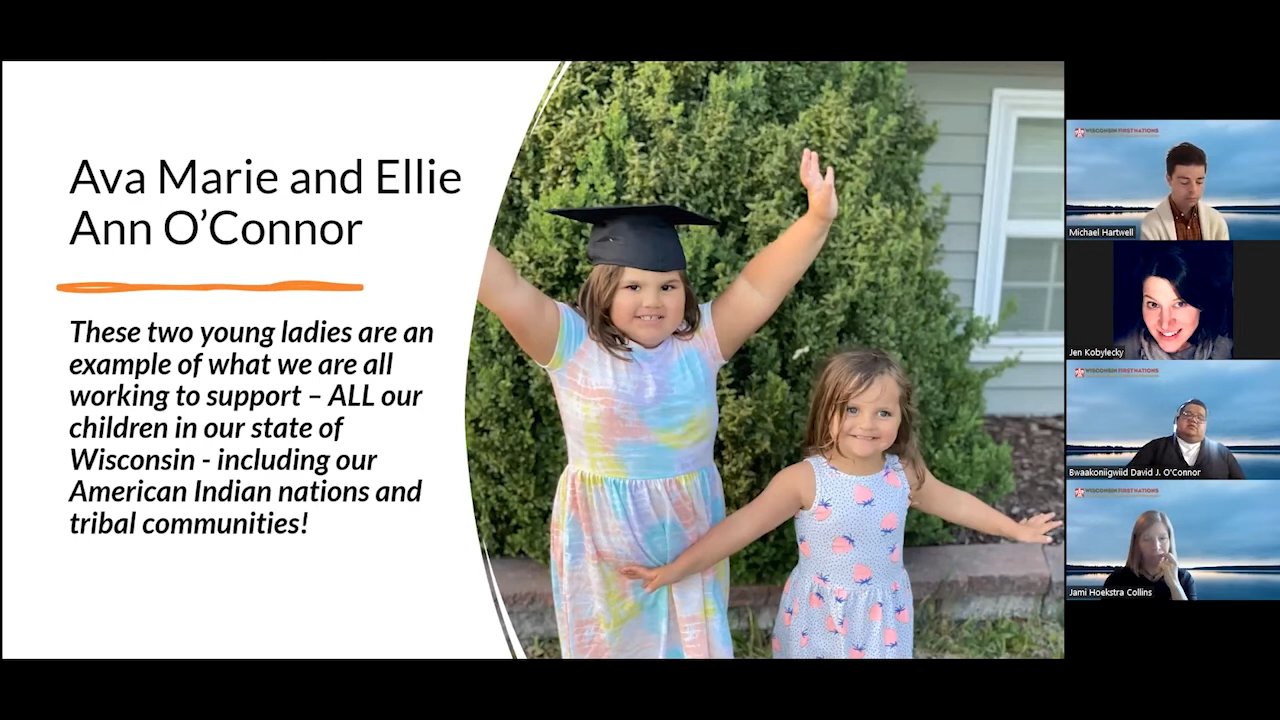 Ava Marie and Ellie
Ann O’Connor
These two young ladies are an
example of what we are all
working to support – ALL our
children in our state of
Wisconsin - including our
American Indian nations and
tribal communities!
WISCONSIN FIRST NATIONS
Michael Hartwell
Jen Kobylecky
WISCONSIN FIRST NATIONS
Bwaakoniigwiid David J. O'Connor
WISCONSIN FIRST NATIONS
Jami Hoekstra Collins